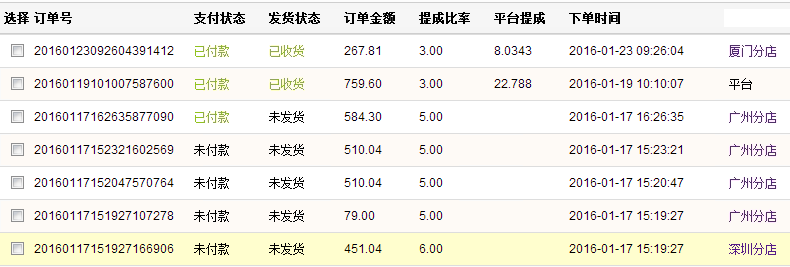 选择 订单号 支付状态 发货状态 订单金额 提成比率 平台提成 下单时间
20160123092604391412 已付款 已收货 267.81 3.00 8.0343 2016-01-23 09:26:04 厦门分店
20160119101007587600 已付款 已收货 759.60 3.00 22.788 2016-01-19 10:10:07 平台
20160117162635877090 已付款 未发货 584.30 5.00 2016-01-17 16:26:35 广州分店
20160117152321602569 未付款 未发货 510.04 5.00 2016-01-17 15:23:21 广州分店
20160117152047570764 未付款 未发货 510.04 5.00 2016-01-17 15:20:47 广州分店
20160117151927107278 未付款 未发货 79.00 5.00 2016-01-17 15:19:27 广州分店
20160117151927166906 未付款 未发货 451.04 6.00 2016-01-17 15:19:27 深圳分店